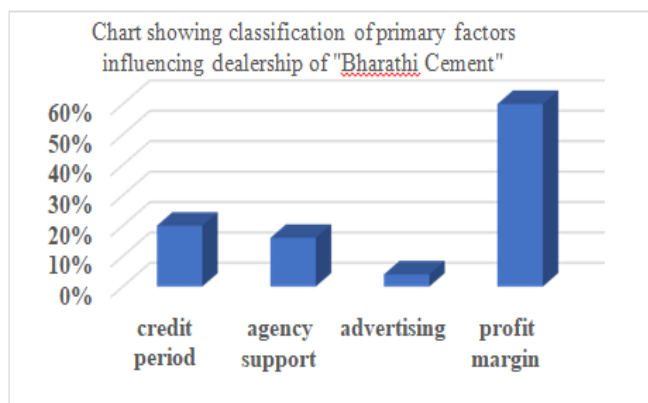 Chart showing classification of primary factors
influencing dealership of "Bharathi Cement"
60%
50%
40%
30%
20%
10%
0%
credit
period
agency
support
advertising
profit
margin